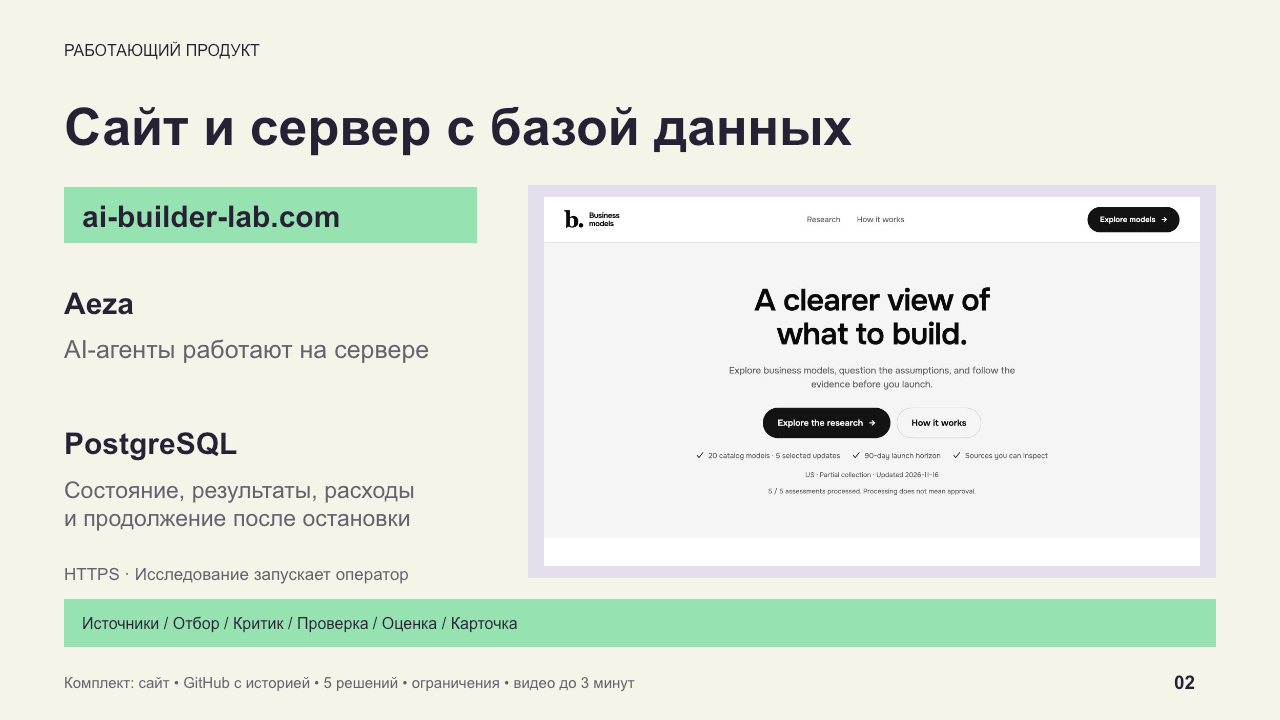 РАБОТАЮЩИЙ ПРОДУКТ
Сайт и сервер с базой данных
ai-builder-lab.com
Aeza
AI-агенты работают на сервере
PostgreSQL
Состояние, результаты, расходы
и продолжение после остановки
HTTPS · Исследование запускает оператор
b. Business
models
Research
How it works
Explore models →
A clearer view of
what to build.
Explore business models, question the assumptions, and follow the
evidence before you launch.
Explore the research →
How it works
✓ 20 catalog models · 5 selected updates ✓ 90-day launch horizon ✓ Sources you can inspect
US · Partial collection · Updated 2026-11-16
5 / 5 assessments processed. Processing does not mean approval.
Источники / Отбор / Критик / Проверка / Оценка / Карточка
Комплект: сайт • GitHub с историей • 5 решений • ограничения • видео до 3 минут
02